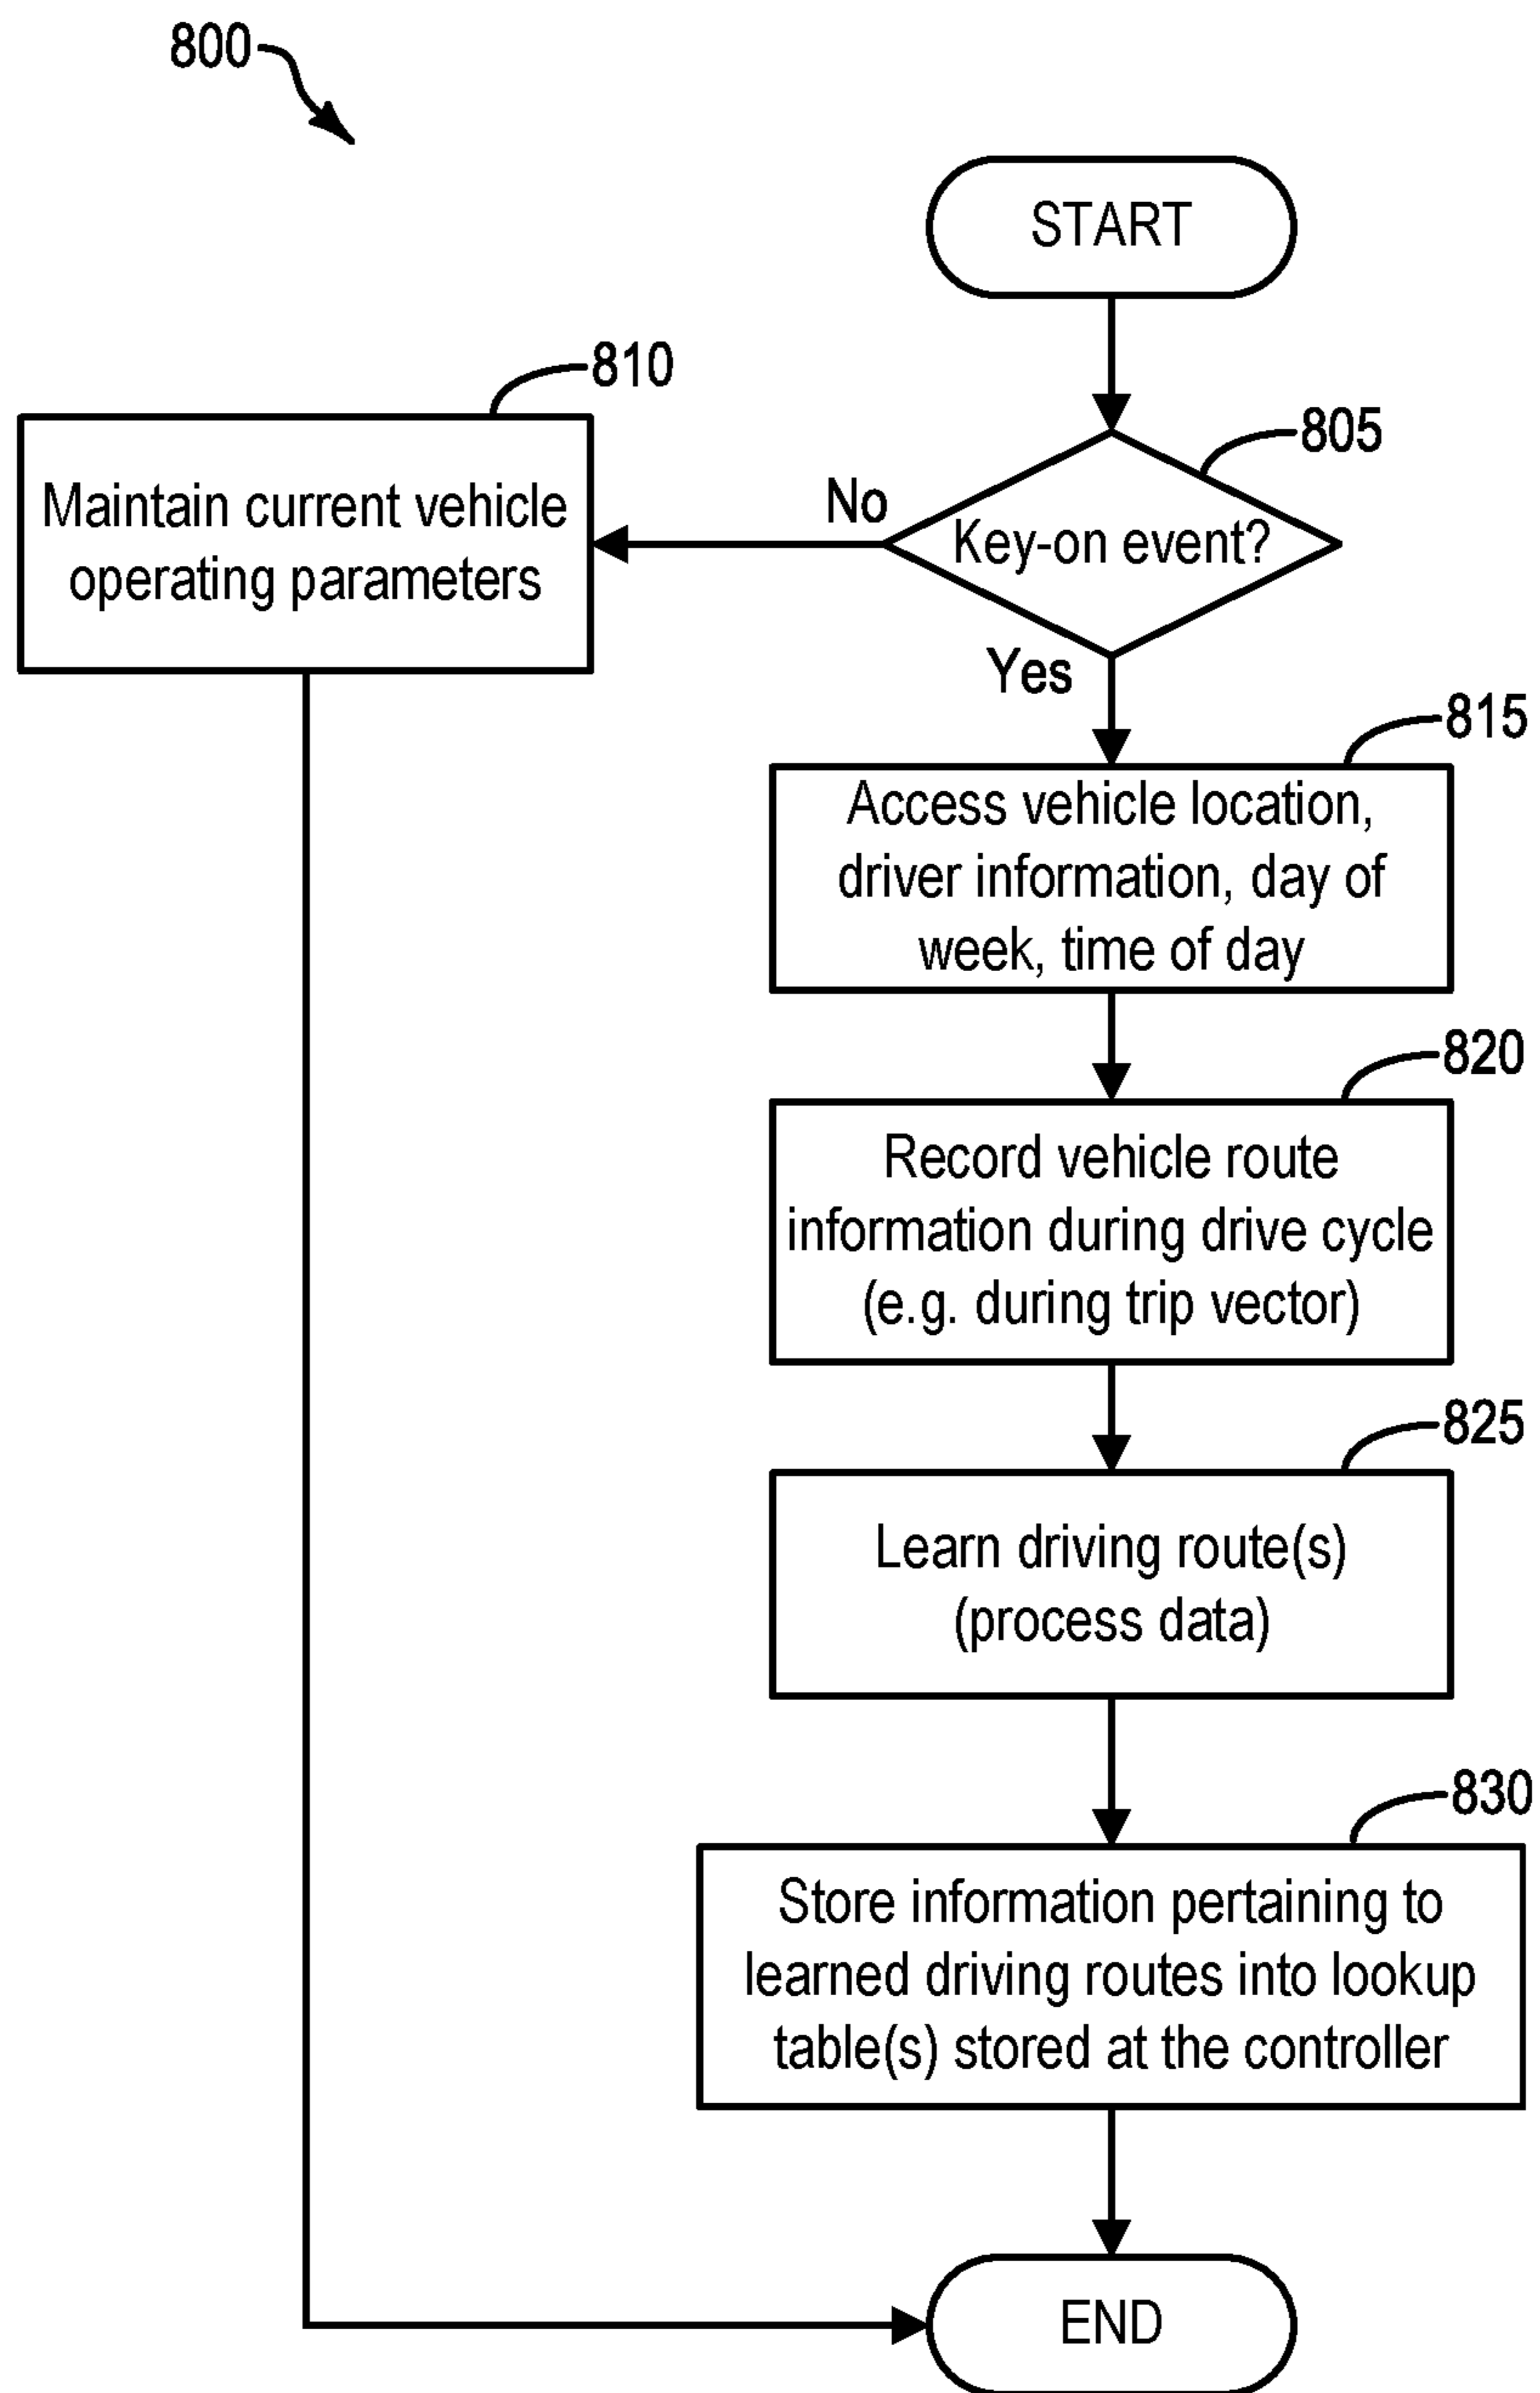 800
START
810
805
Maintain current vehicle
operating parameters
No
Key-on event?
Yes
815
Access vehicle location,
driver information, day of
week, time of day
820
Record vehicle route
information during drive cycle
(e.g. during trip vector)
825
Learn driving route(s)
(process data)
830
Store information pertaining to
learned driving routes into lookup
table(s) stored at the controller
END